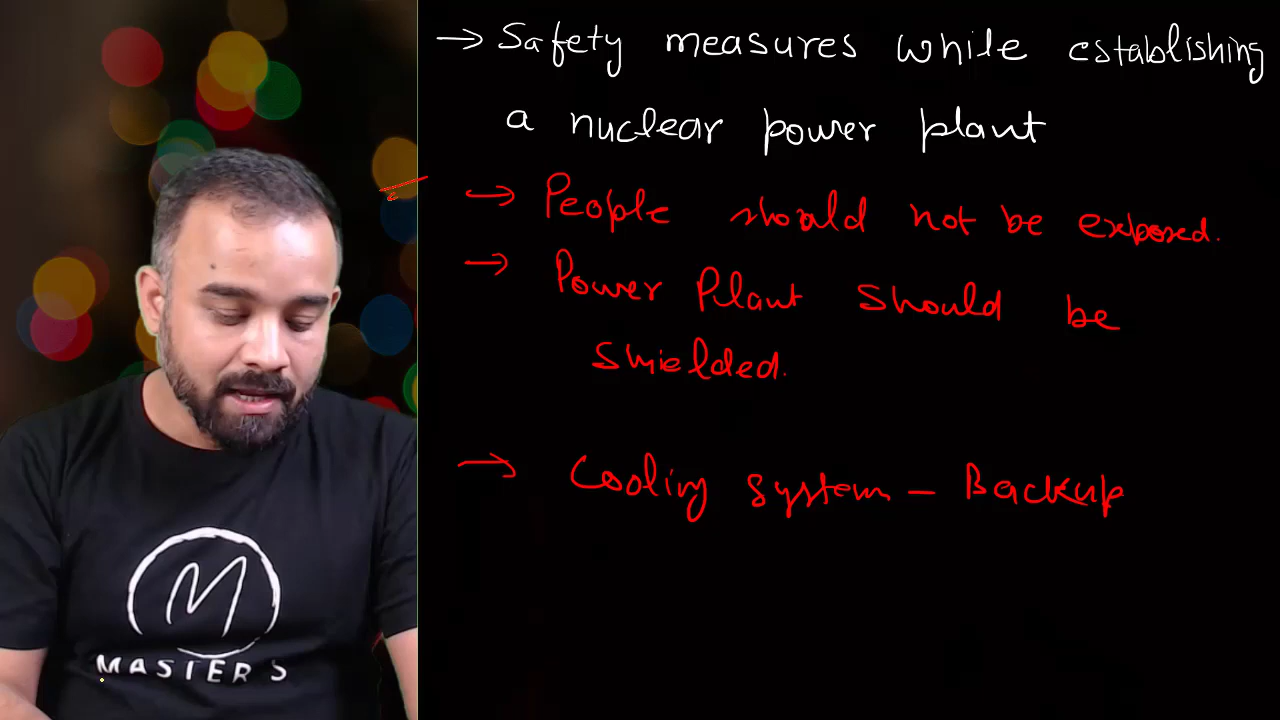 → Safety measures while establishing
a nuclear power plant
→ People should not be exposed.
→ Power Plant should be
shielded.
→ Cooling system - Backup
M
MASTERS